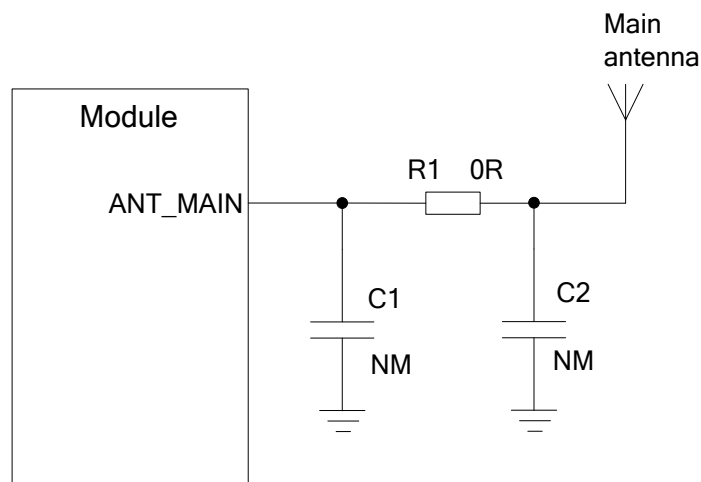 Main
antenna
Module
R1 0R
ANT_MAIN
C1
C2
NM
NM